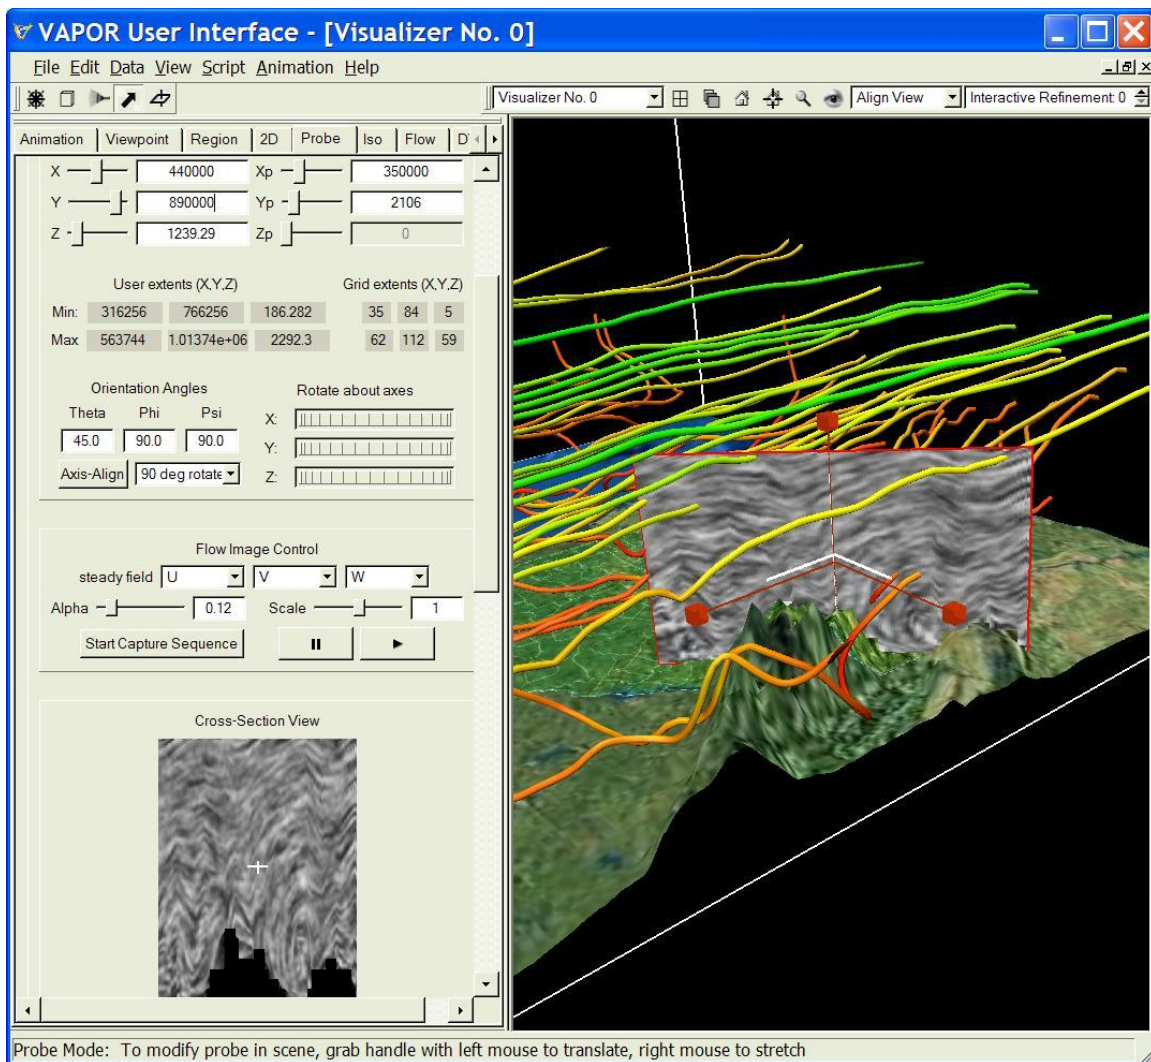 VAPOR User Interface - [Visualizer No. 0]
File Edit Data View Script Animation Help
Visualizer No. 0 Align View Interactive Refinement: 0
Animation Viewpoint Region 2D Probe Iso Flow
X 440000 Xp 350000
Y 890000 Yp 2106
Z 1239.29 Zp 0
User extents (X,Y,Z) Grid extents (X,Y,Z)
Min: 316256 766256 186.282 35 84 5
Max 563744 1.01374e+06 2292.3 62 112 59
Orientation Angles Rotate about axes
Theta Phi Psi X:
45.0 90.0 90.0 Y:
Axis-Align 90 deg rotate Z:
Flow Image Control
steady field U V W
Alpha 0.12 Scale 1
Start Capture Sequence
Cross-Section View
Probe Mode: To modify probe in scene, grab handle with left mouse to translate, right mouse to stretch